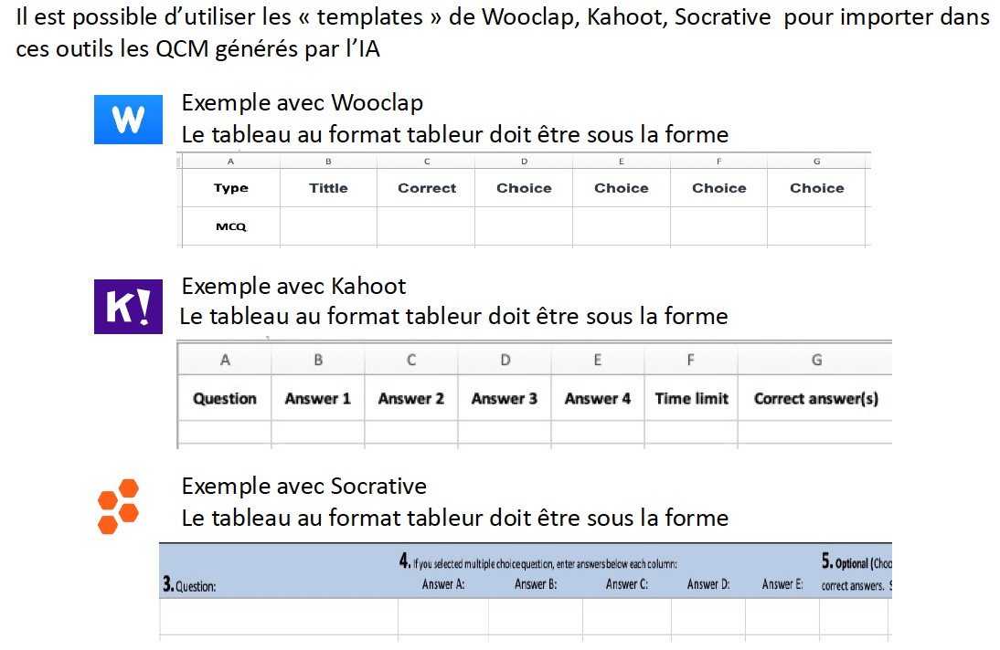 Il est possible d’utiliser les « templates » de Wooclap, Kahoot, Socrative pour importer dans
ces outils les QCM générés par l’IA
W
Exemple avec Wooclap
Le tableau au format tableur doit être sous la forme
A B C D E F G
Type Tittle Correct Choice Choice Choice Choice
MCQ
K!
Exemple avec Kahoot
Le tableau au format tableur doit être sous la forme
A B C D E F G
Question Answer 1 Answer 2 Answer 3 Answer 4 Time limit Correct answer(s)
Exemple avec Socrative
Le tableau au format tableur doit être sous la forme
4. If you selected multiple choice question, enter answers below each column: 5. Optional (Choo
3. Question: Answer A: Answer B: Answer C: Answer D: Answer E: correct answers.